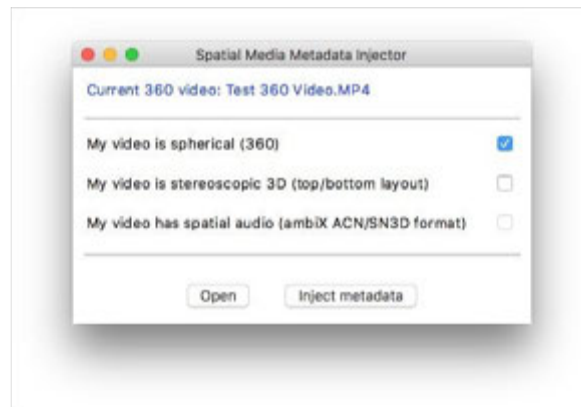 Spatial Media Metadata Injector
Current 360 video: Test 360 Video.MP4
My video is spherical (360)
My video is stereoscopic 3D (top/bottom layout)
My video has spatial audio (ambiX ACN/SN3D format)
Open
Inject metadata